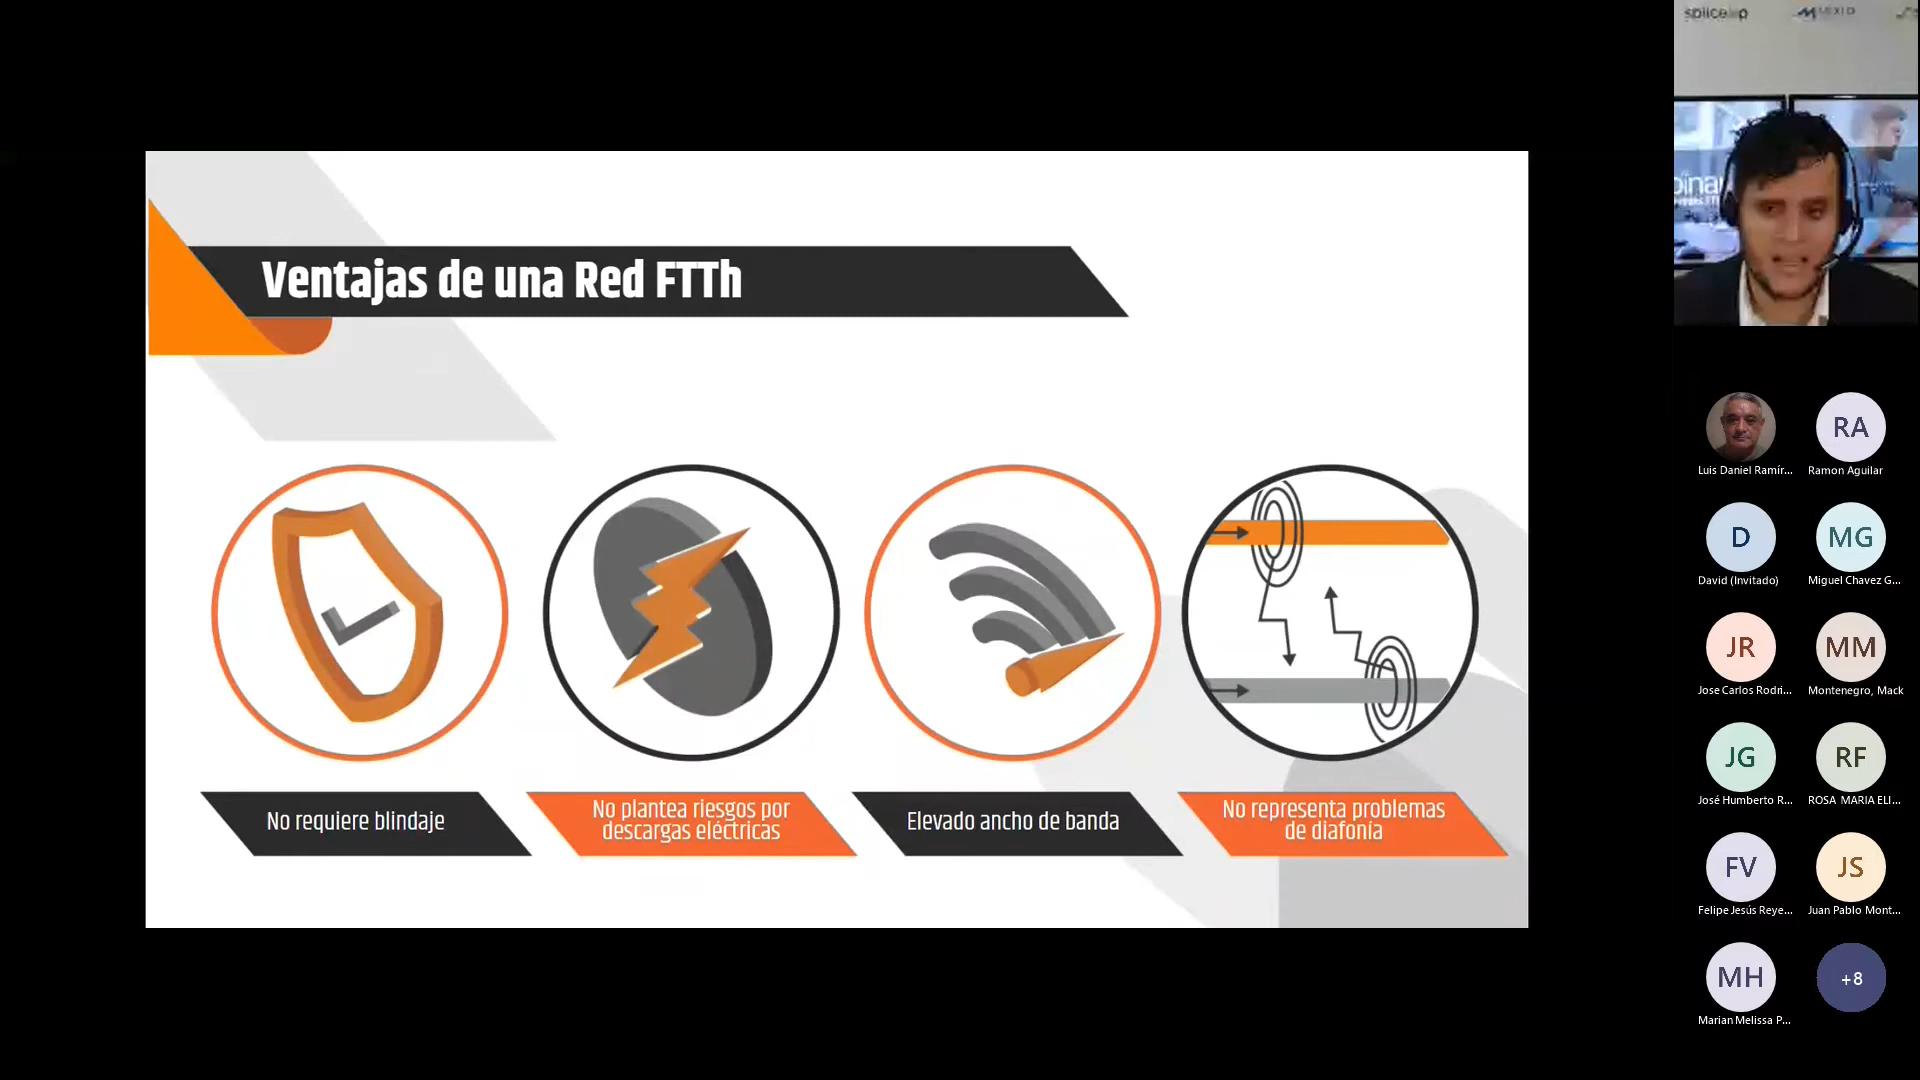 Ventajas de una Red FTTh
No requiere blindaje
No plantea riesgos por
descargas eléctricas
Elevado ancho de banda
No representa problemas
de diafonía
Luis Daniel Ramír...
RA
Ramon Aguilar
D
David (Invitado)
MG
Miguel Chavez G...
JR
Jose Carlos Rodri...
MM
Montenegro, Mack
JG
José Humberto R...
RF
ROSA MARIA ELI...
FV
Felipe Jesús Reye...
JS
Juan Pablo Mont...
MH
Marian Melissa P...
+8